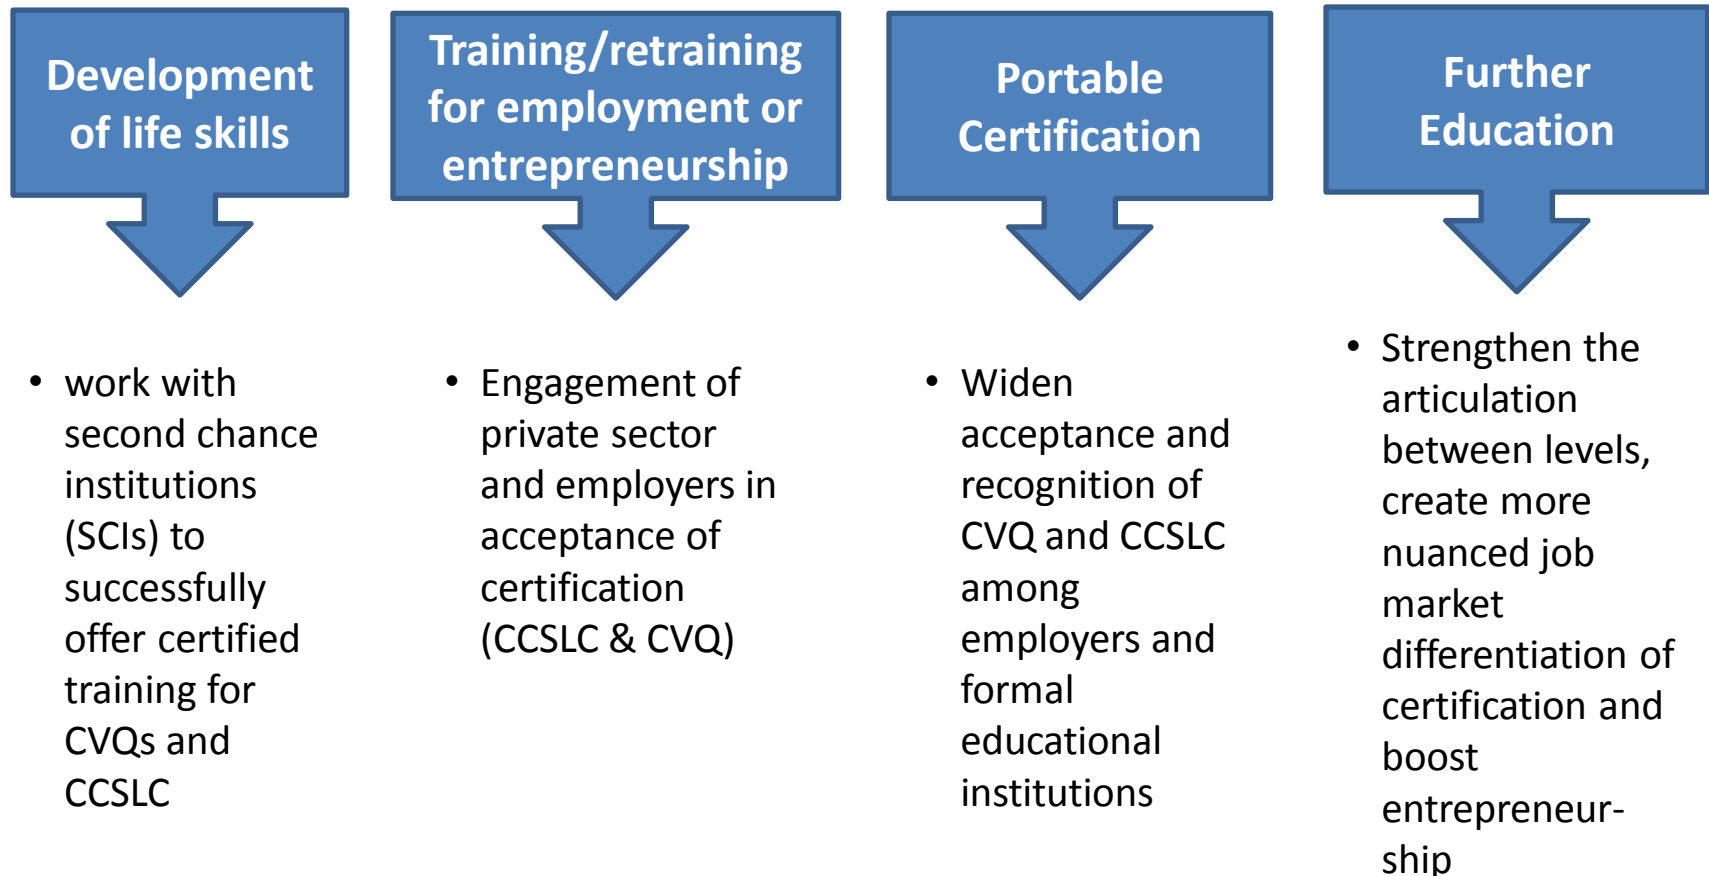 Development
of life skills
• work with
second chance
institutions
(SCIs) to
successfully
offer certified
training for
CVQs and
CCSLC
Training/retraining
for employment or
entrepreneurship
• Engagement of
private sector
and employers in
acceptance of
certification
(CCSLC & CVQ)
Portable
Certification
• Widen
acceptance and
recognition of
CVQ and CCSLC
among
employers and
formal
educational
institutions
Further
Education
• Strengthen the
articulation
between levels,
create more
nuanced job
market
differentiation of
certification and
boost
entrepreneur-
ship